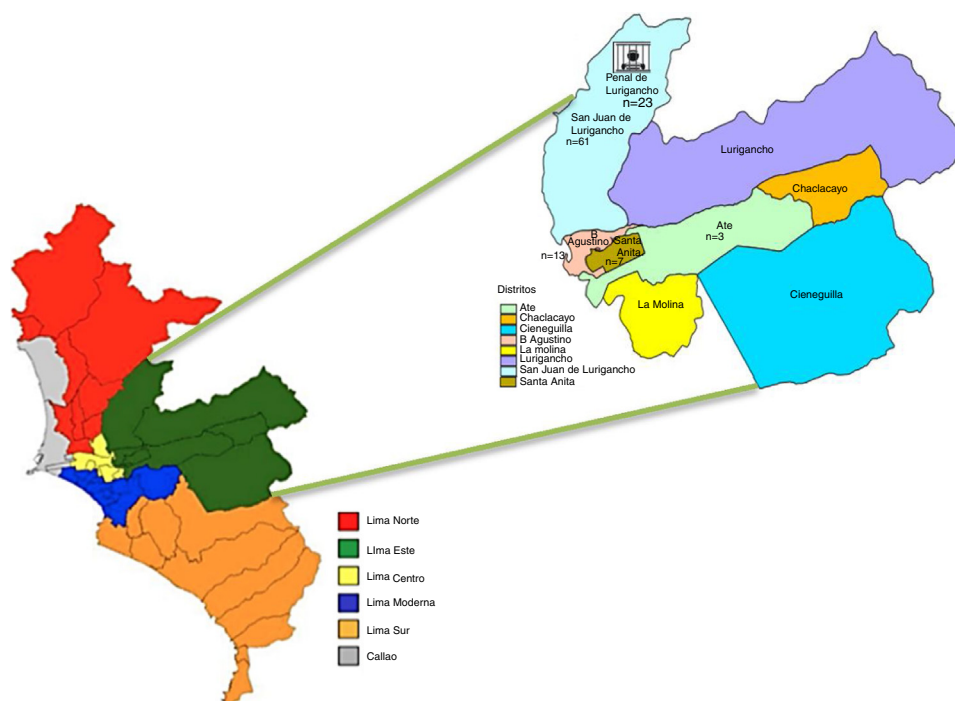 Penal de
Lurigancho
n=23
San Juan de
Lurigancho
n=61
Lurigancho
Chaclacayo
Ate
n=3
B
Agustino
n=13
Santa
Anita
n=7
La Molina
Cieneguilla
Distritos
Ate
Chaclacayo
Cieneguilla
B Agustino
La molina
Lurigancho
San Juan de Lurigancho
Santa Anita
Lima Norte
LIma Este
Lima Centro
Lima Moderna
Lima Sur
Callao